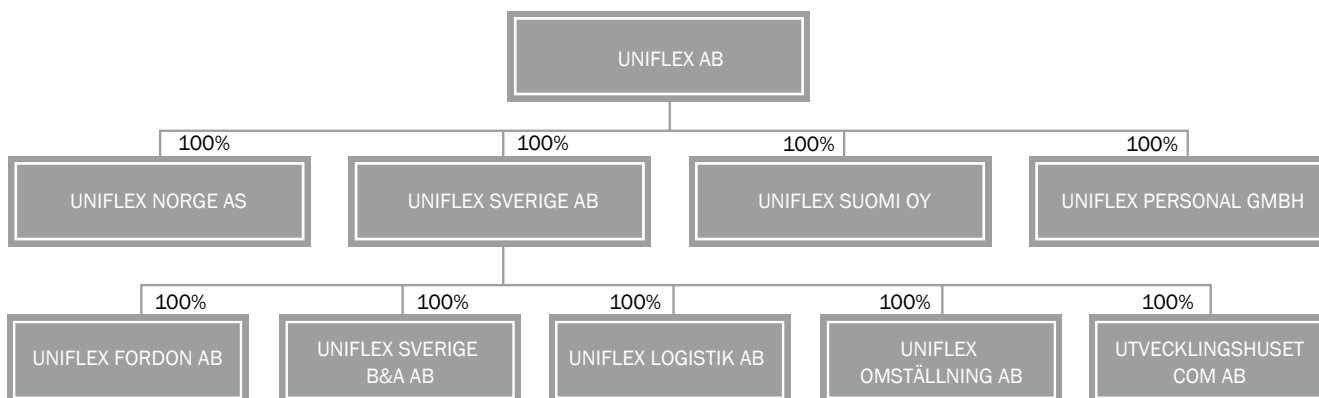 UNIFLEX AB
100%
100%
100%
100%
UNIFLEX NORGE AS
UNIFLEX SVERIGE AB
UNIFLEX SUOMI OY
UNIFLEX PERSONAL GMBH
100%
100%
100%
100%
100%
UNIFLEX FORDON AB
UNIFLEX SVERIGE
B&A AB
UNIFLEX LOGISTIK AB
UNIFLEX
OMSTÄLLNING AB
UTVECKLINGSHUSET
COM AB